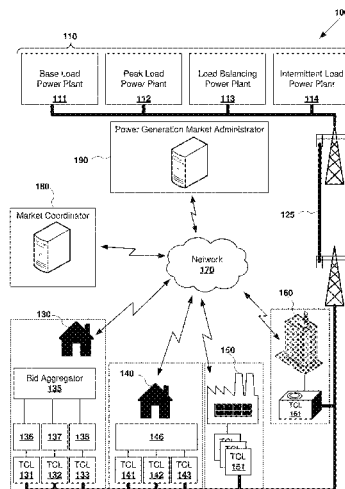 100
110
Base Load Power Plant 111
Peak Load Power Plant 112
Load Balancing Power Plant 113
Intermittent Load Power Plant 114
Power Generation Market Administrator
190
125
180
Market Coordinator
Network 170
130
160
Bid Aggregator 135
140
150
136
137
138
146
TCL 131
TCL 132
TCL 133
TCL 141
TCL 142
TCL 143
TCL 151
TCL 161